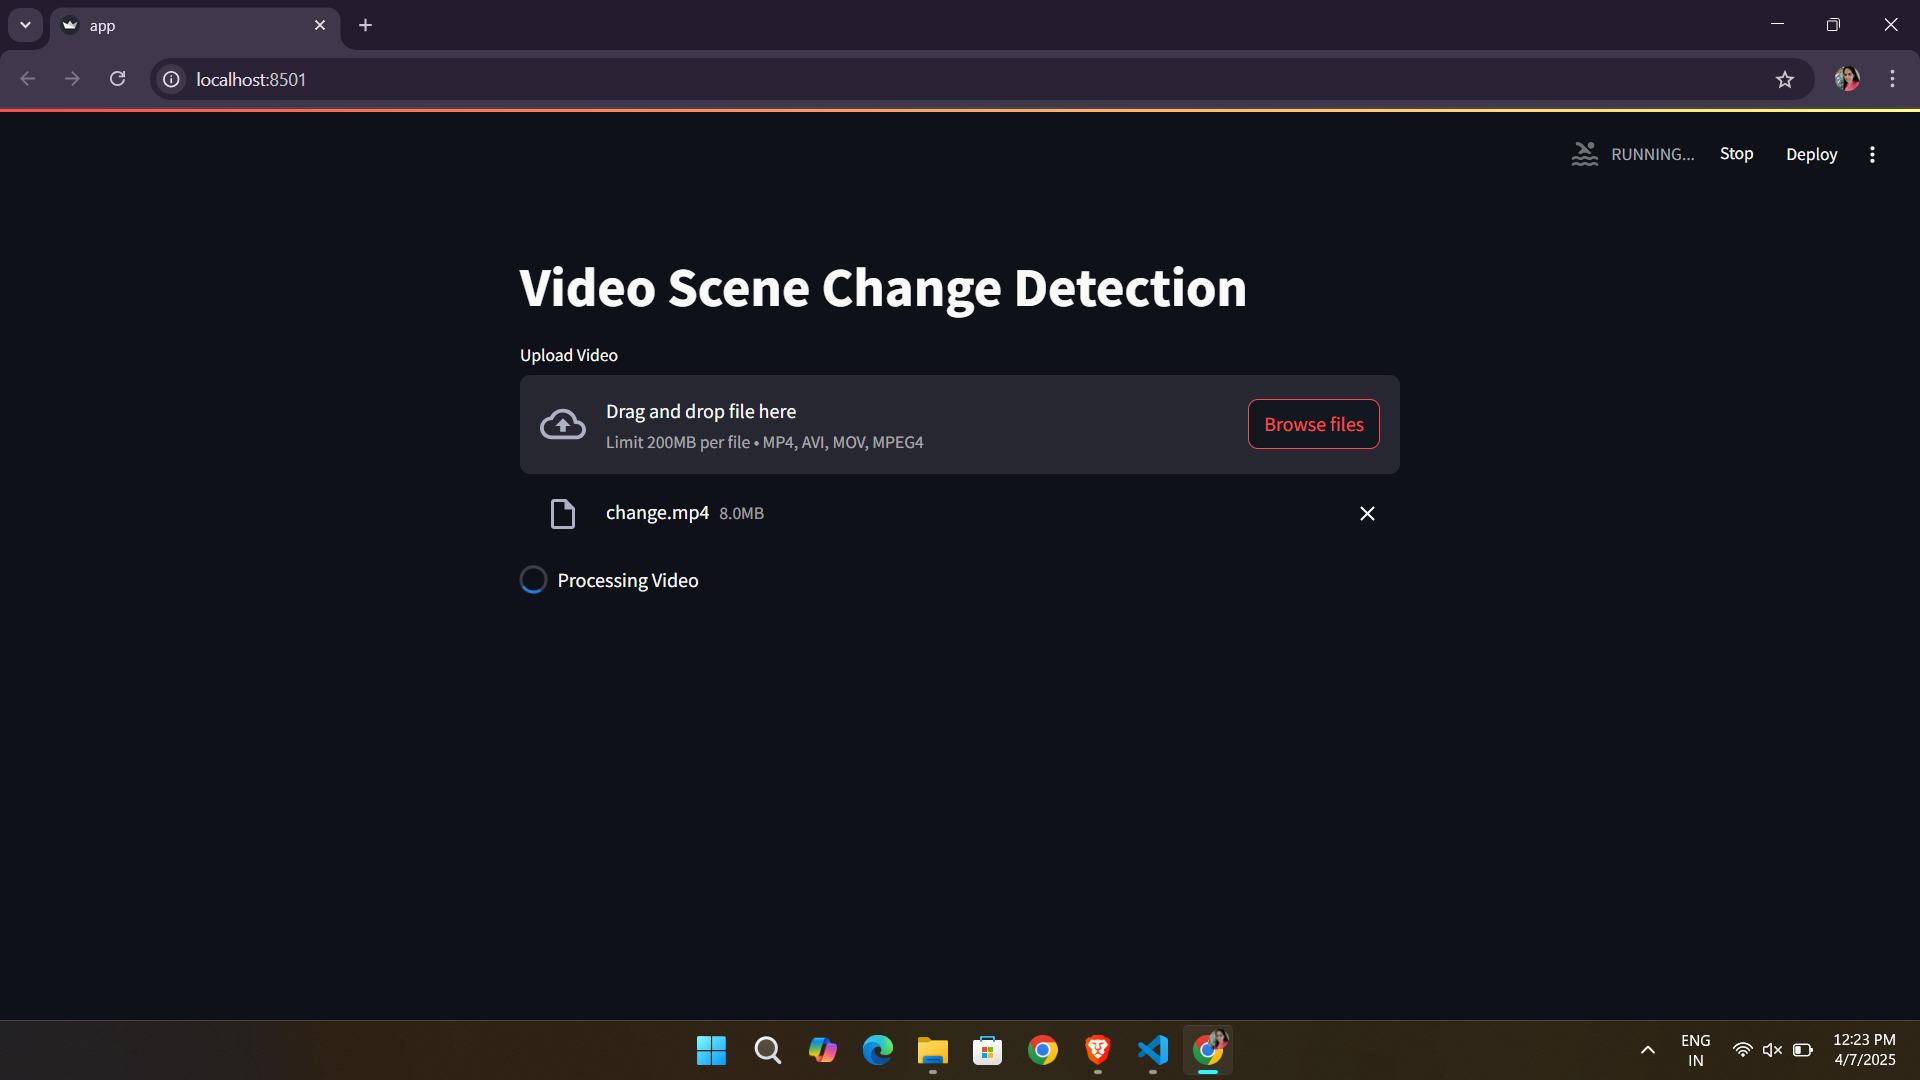 app
localhost:8501
RUNNING... Stop Deploy
Video Scene Change Detection
Upload Video
Drag and drop file here
Limit 200MB per file • MP4, AVI, MOV, MPEG4
Browse files
change.mp4 8.0MB
Processing Video
ENG
IN
12:23 PM
4/7/2025